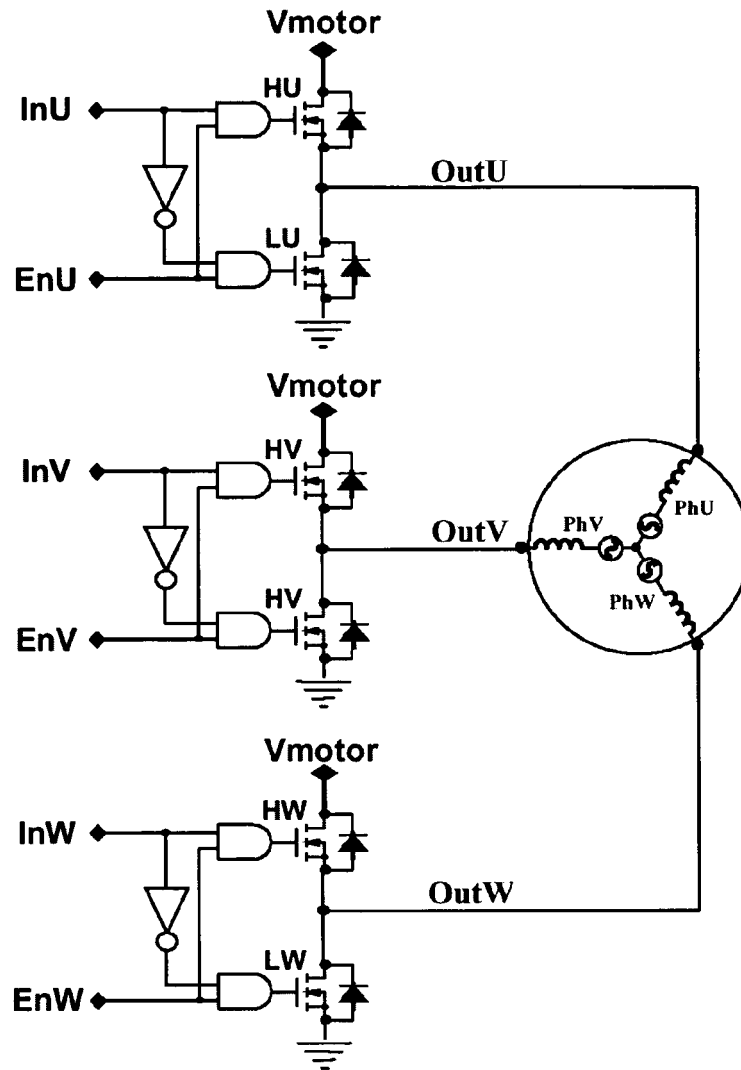 Vmotor
HU
InU
OutU
LU
EnU
Vmotor
HV
InV
OutV
PhU
PhV
PhW
HV
EnV
Vmotor
HW
InW
OutW
LW
EnW